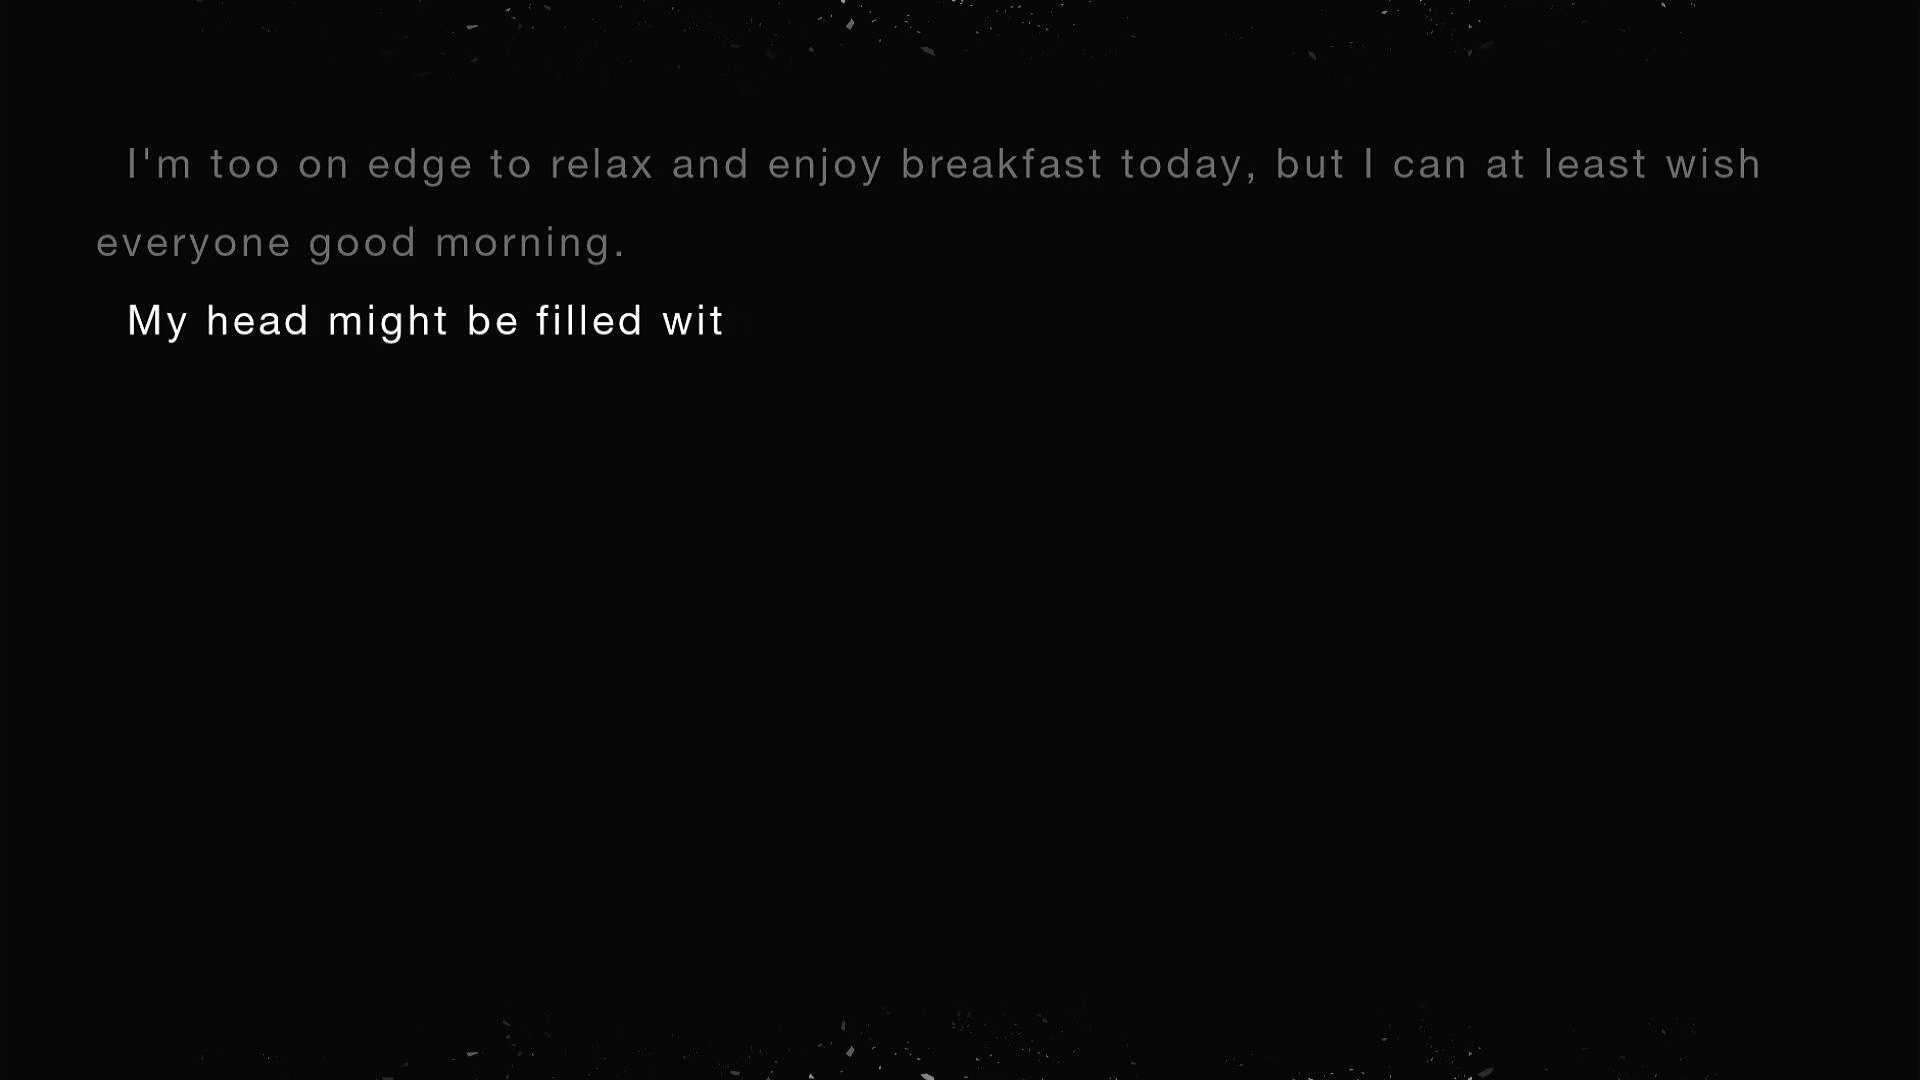 I'm too on edge to relax and enjoy breakfast today, but I can at least wish
everyone good morning.
My head might be filled wit